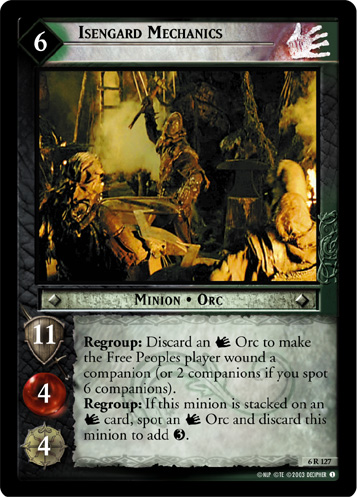 6
ISENGARD MECHANICS
MINION • ORC
11
Regroup: Discard an Orc to make
the Free Peoples player wound a
4
companion (or 2 companions if you spot
6 companions).
Regroup: If this minion is stacked on an
4
card, spot an Orc and discard this
minion to add 3.
6 R 127
©NLP ©TE ©2003 DECIPHER